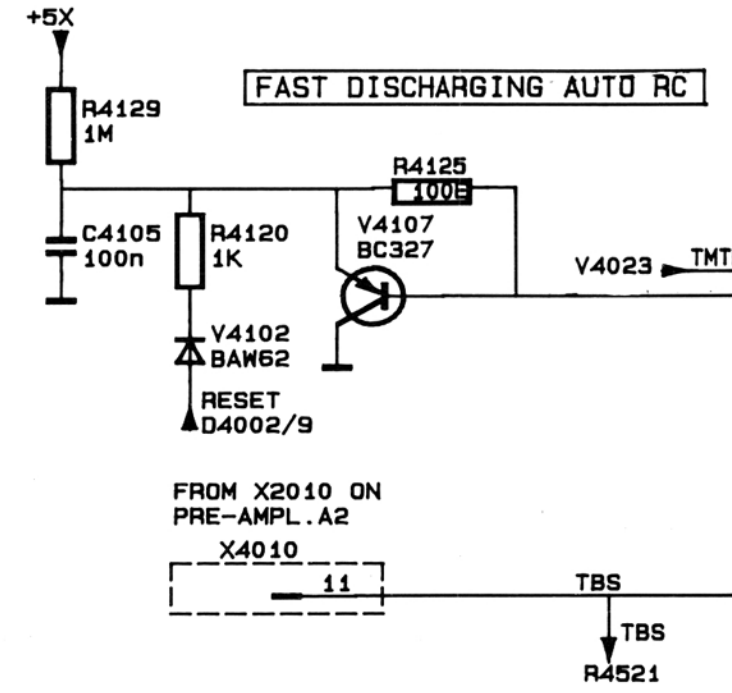 +5X
FAST DISCHARGING AUTO RC
R4129
1M
R4125
100E
C4105
100n
R4120
1K
V4107
BC327
V4023
V4102
BAW62
RESET
D4002/9
FROM X2010 ON
PRE-AMPL.A2
X4010
11
TBS
TBS
R4521